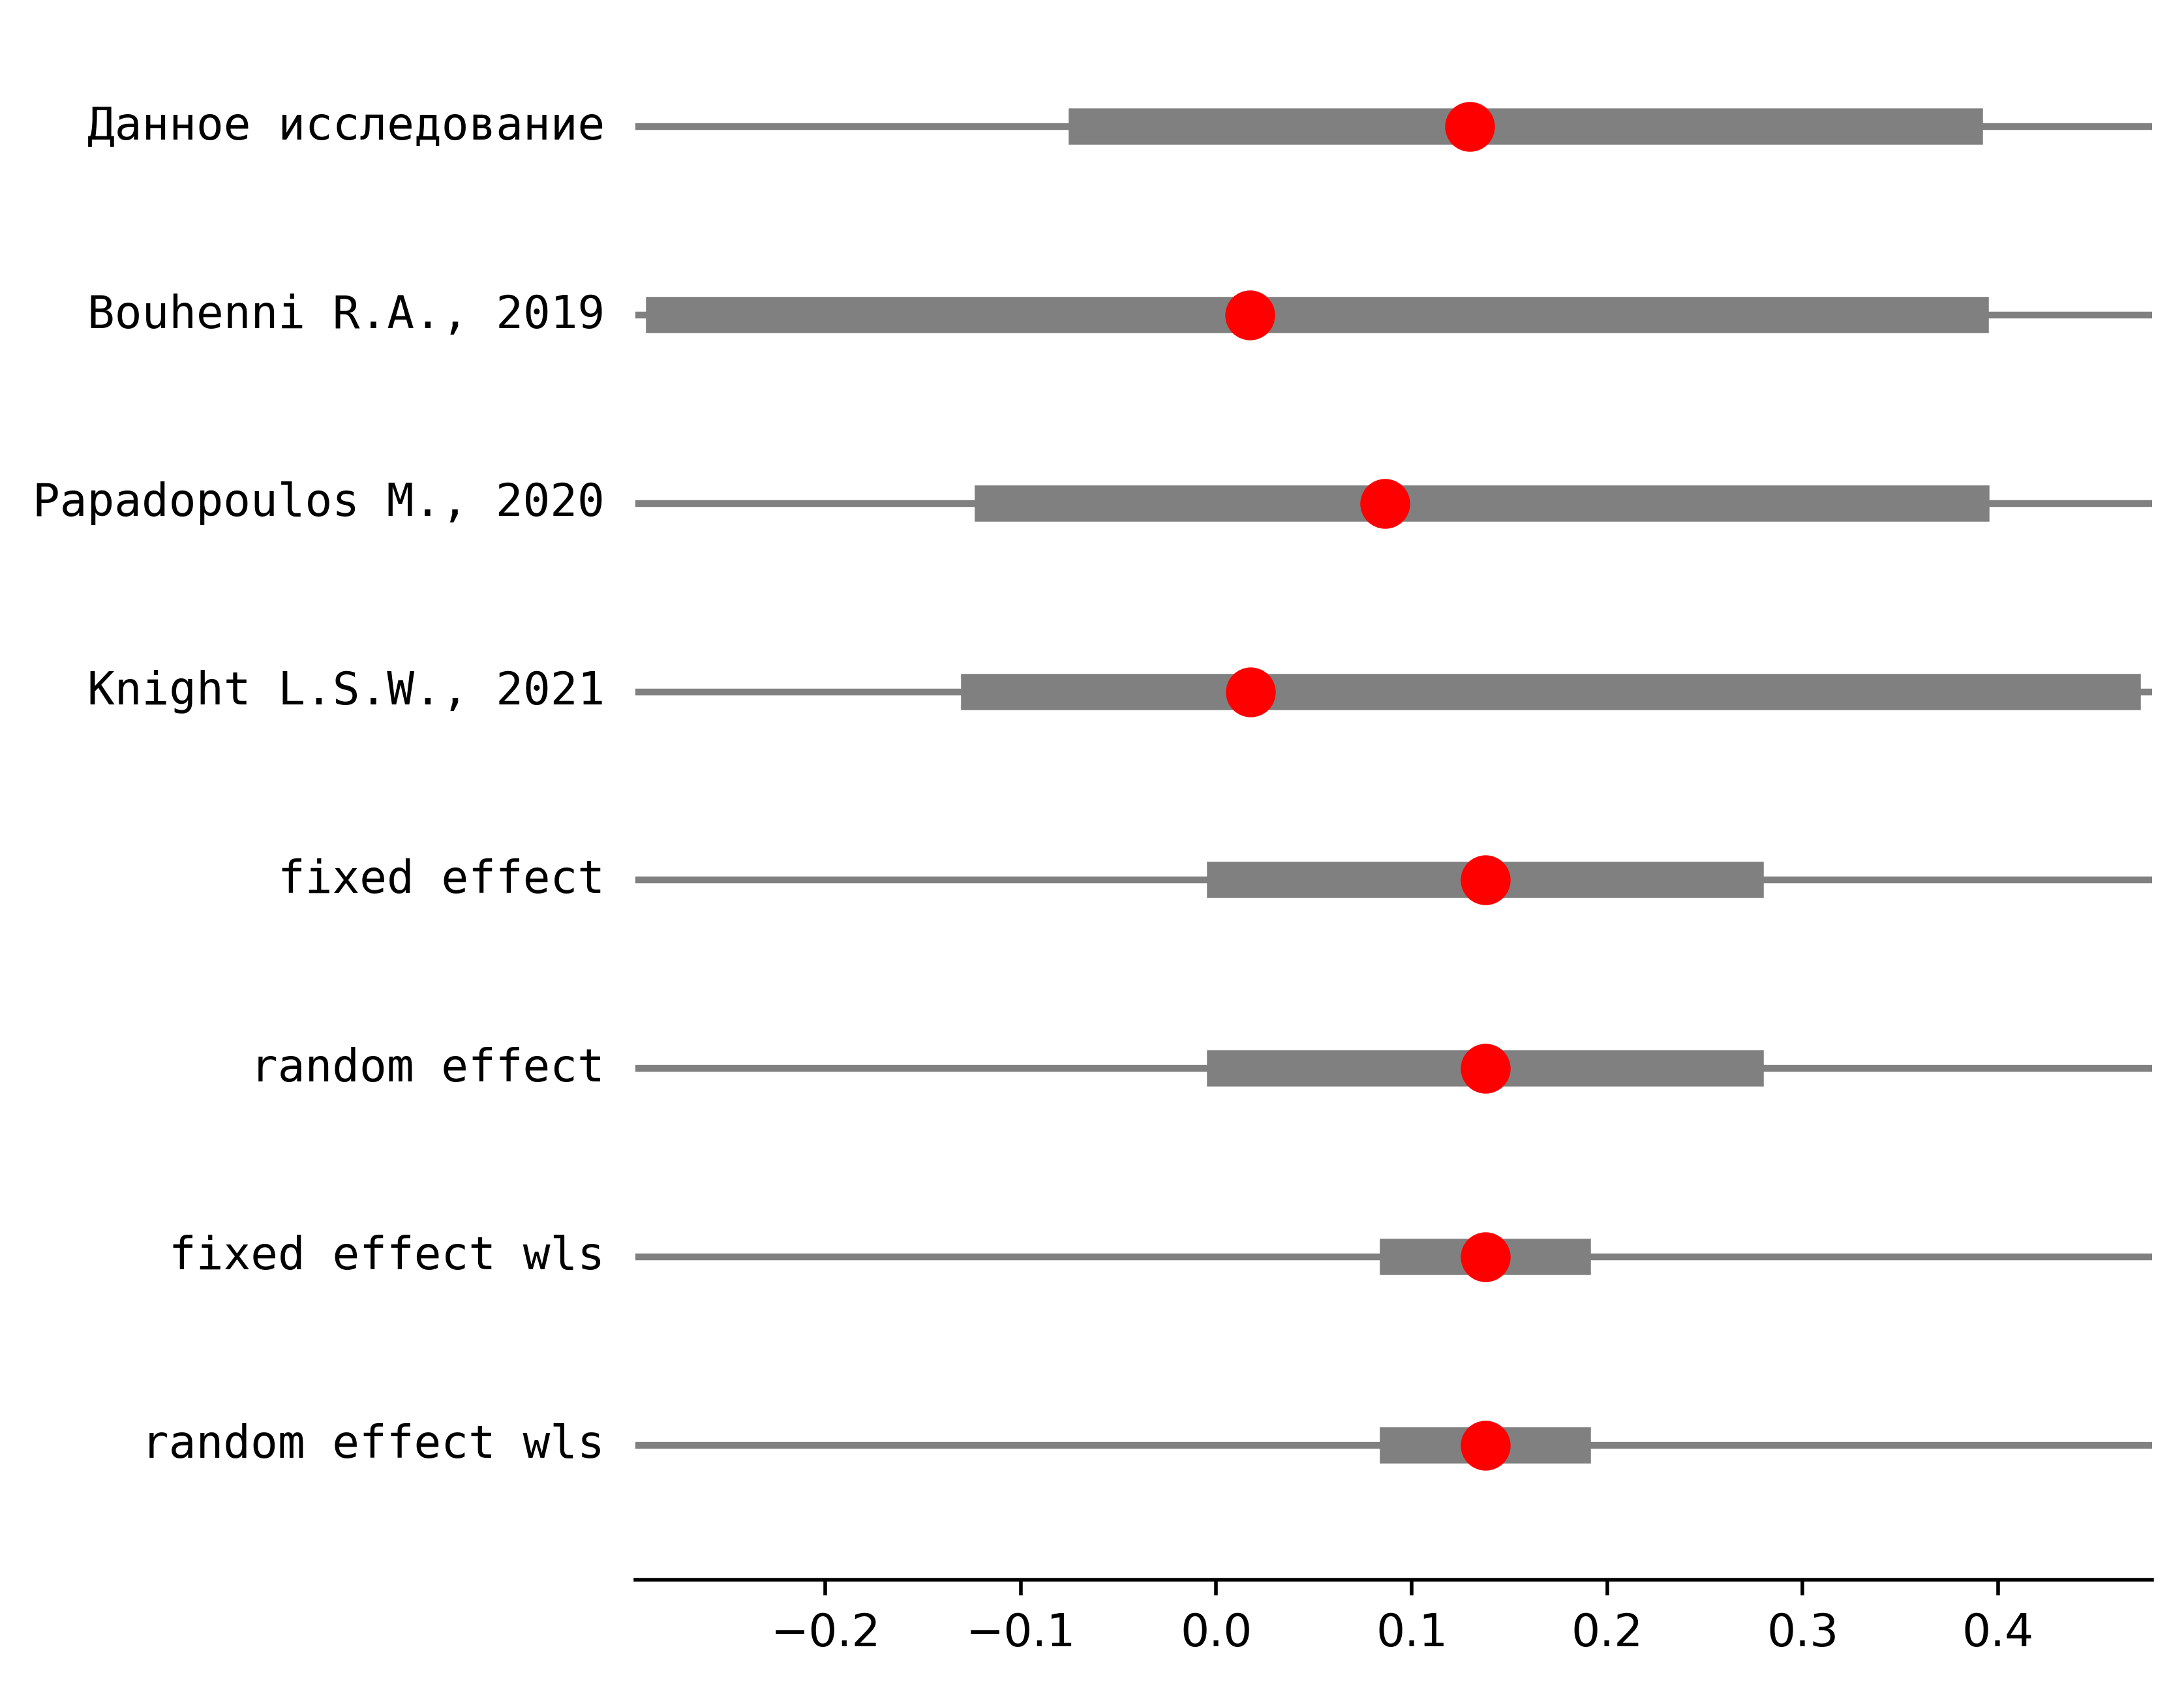 Данное исследование
Bouhenni R.A., 2019
Papadopoulos M., 2020
Knight L.S.W., 2021
fixed effect
random effect
fixed effect wls
random effect wls
−0.2 −0.1 0.0 0.1 0.2 0.3 0.4